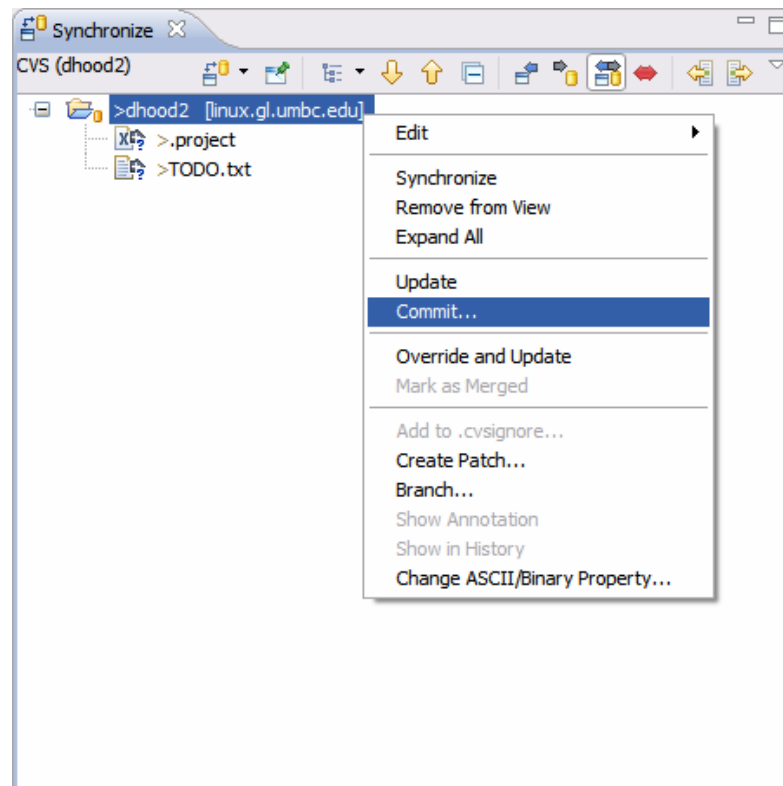 Synchronize
CVS (dhood2)
>dhood2 [linux.gl.umbc.edu]
>.project
>TODO.txt
Edit
Synchronize
Remove from View
Expand All
Update
Commit...
Override and Update
Mark as Merged
Add to .cvsignore...
Create Patch...
Branch...
Show Annotation
Show in History
Change ASCII/Binary Property...